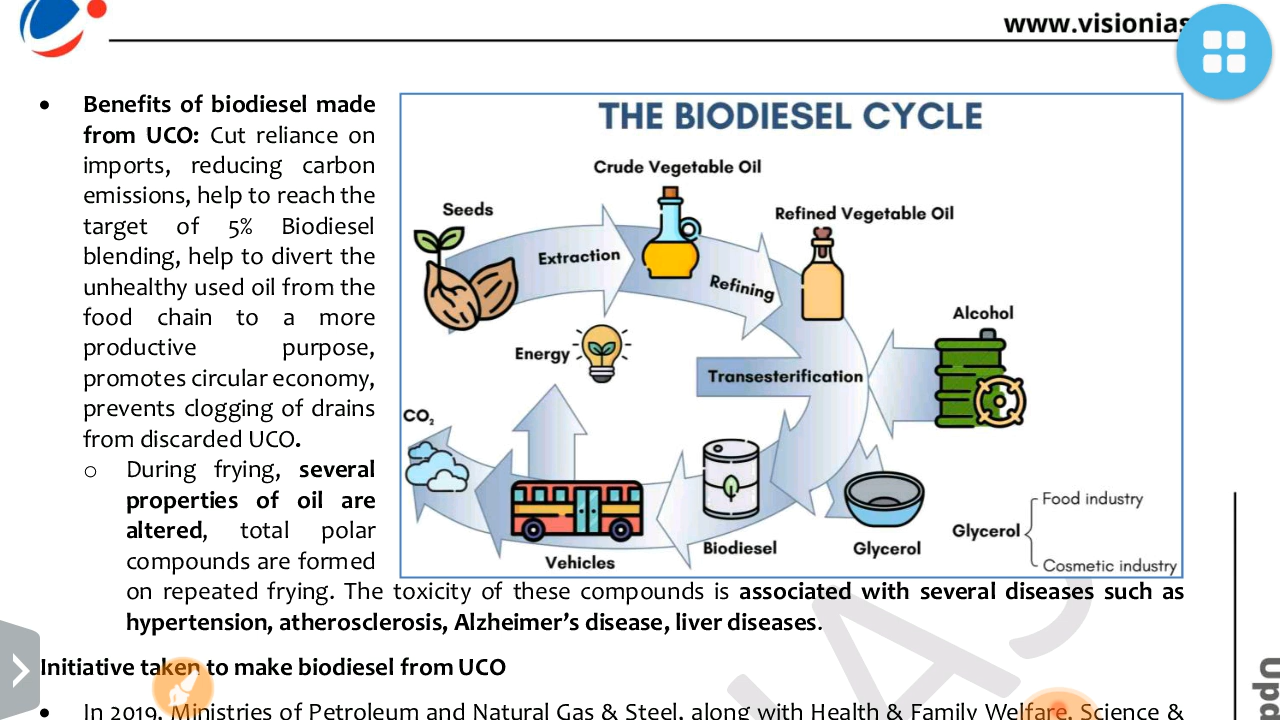 www.visionias
• Benefits of biodiesel made
from UCO: Cut reliance on
imports, reducing carbon
emissions, help to reach the
target of 5% Biodiesel
blending, help to divert the
unhealthy used oil from the
food chain to a more
productive purpose,
promotes circular economy,
prevents clogging of drains
from discarded UCO.
o During frying, several
properties of oil are
altered, total polar
compounds are formed
on repeated frying. The toxicity of these compounds is associated with several diseases such as
hypertension, atherosclerosis, Alzheimer’s disease, liver diseases.
THE BIODIESEL CYCLE
Crude Vegetable Oil
Seeds
Refined Vegetable Oil
Extraction
Refining
Alcohol
Energy
Transesterification
CO₂
Food industry
Glycerol
Biodiesel
Glycerol
Vehicles
Cosmetic industry
Initiative taken to make biodiesel from UCO
• In 2019, Ministries of Petroleum and Natural Gas & Steel, along with Health & Family Welfare, Science &